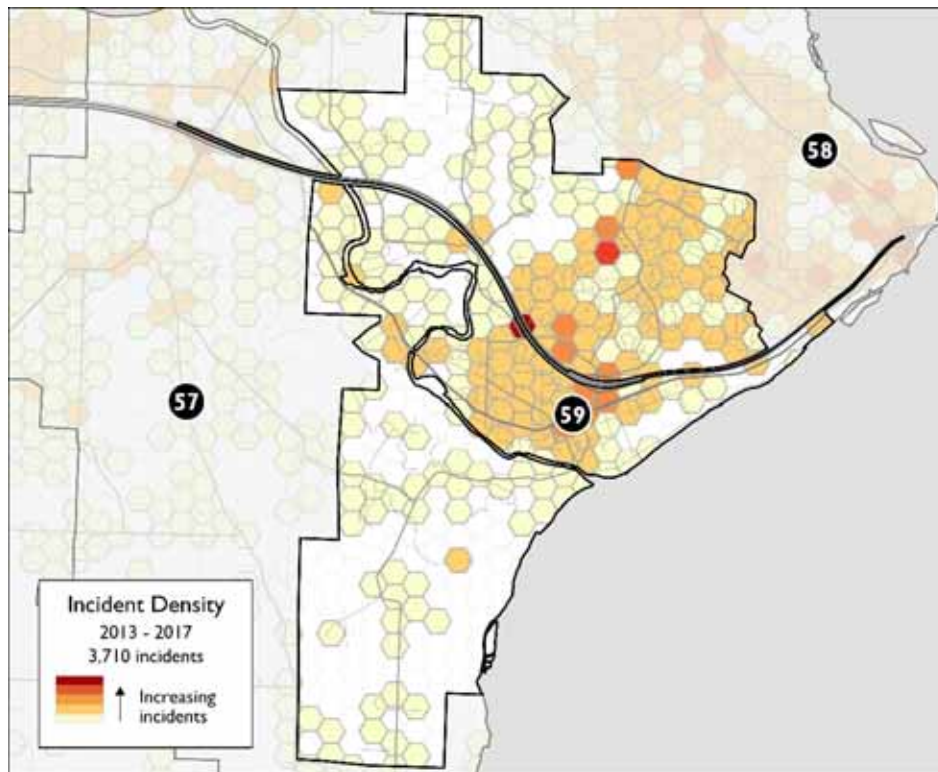 58
57
59
Incident Density
2013 - 2017
3,710 incidents
Increasing
incidents